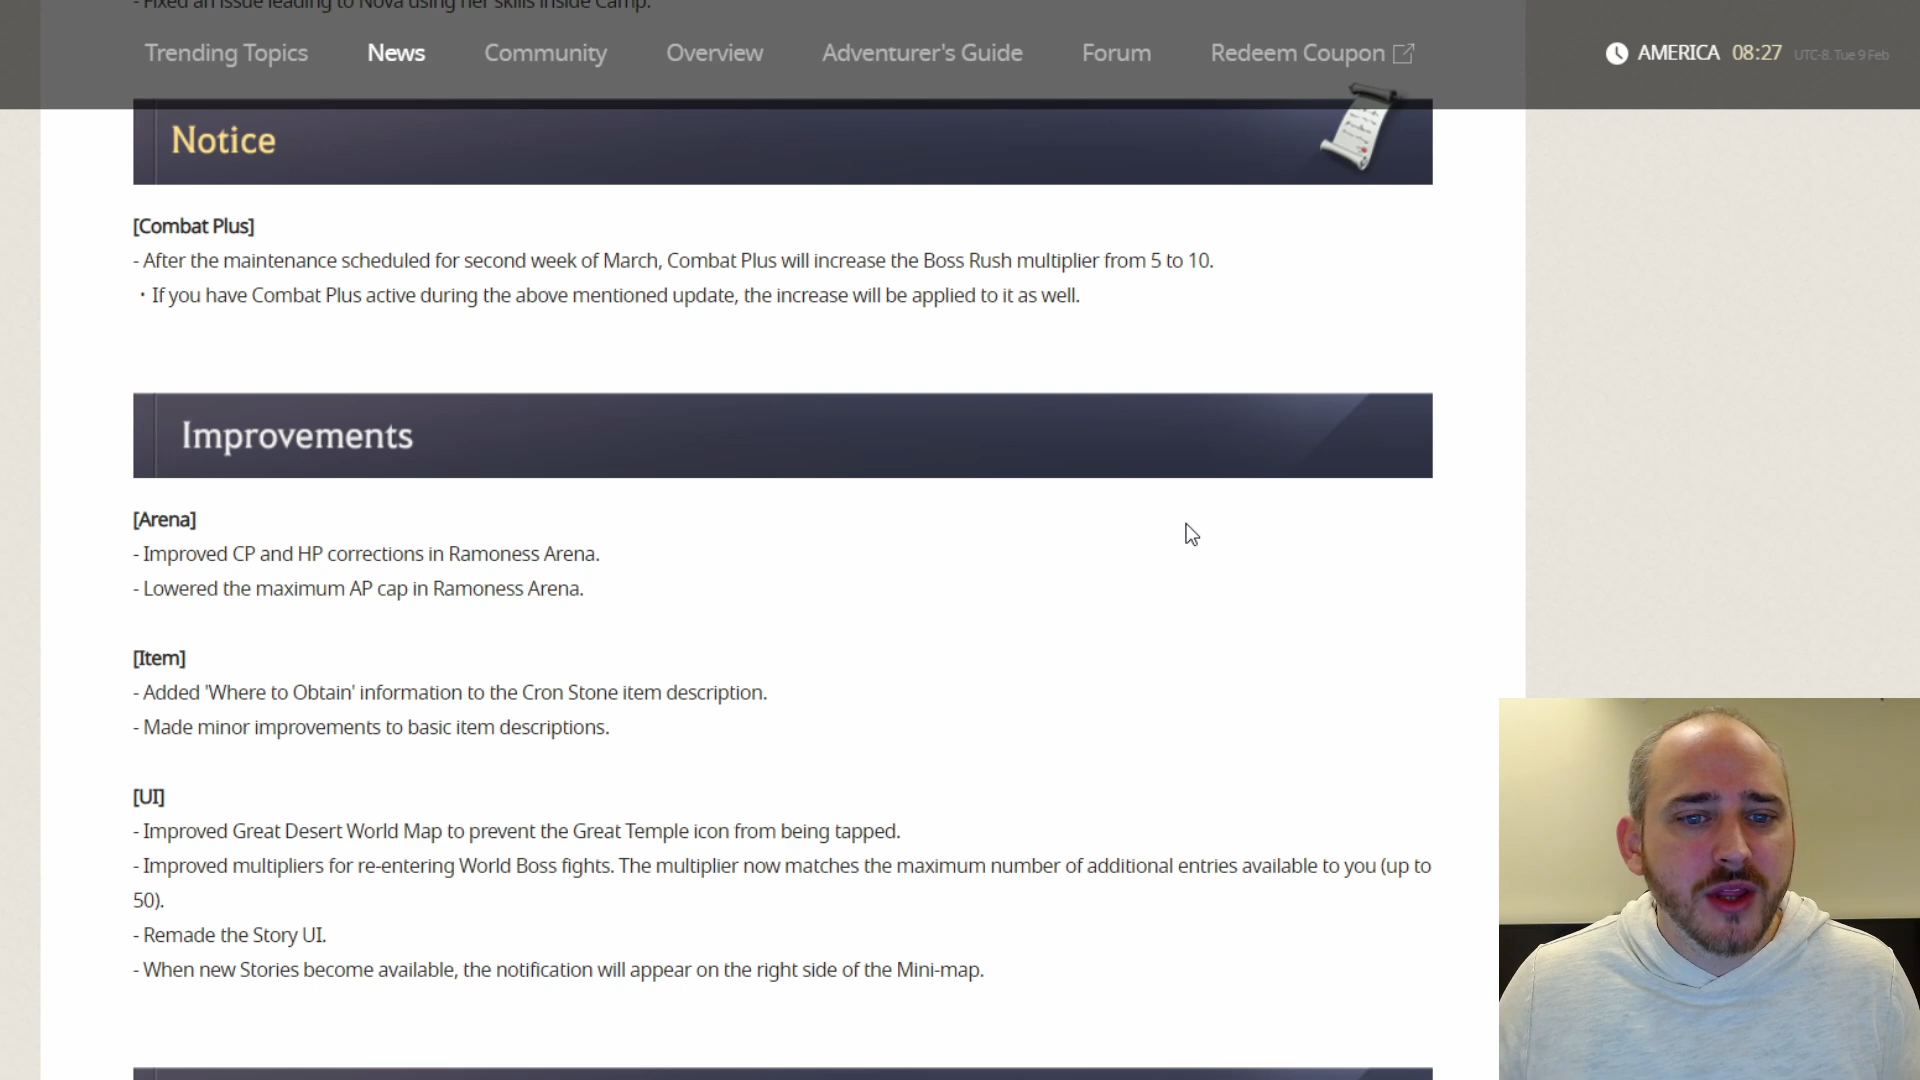 - Fixed an issue leading to Nova using her skills inside Camp.
Trending Topics News Community Overview Adventurer's Guide Forum Redeem Coupon AMERICA 08:27 UTC-8. Tue 9 Feb
Notice
[Combat Plus]
- After the maintenance scheduled for second week of March, Combat Plus will increase the Boss Rush multiplier from 5 to 10.
・If you have Combat Plus active during the above mentioned update, the increase will be applied to it as well.
Improvements
[Arena]
- Improved CP and HP corrections in Ramoness Arena.
- Lowered the maximum AP cap in Ramoness Arena.
[Item]
- Added 'Where to Obtain' information to the Cron Stone item description.
- Made minor improvements to basic item descriptions.
[UI]
- Improved Great Desert World Map to prevent the Great Temple icon from being tapped.
- Improved multipliers for re-entering World Boss fights. The multiplier now matches the maximum number of additional entries available to you (up to
50).
- Remade the Story UI.
- When new Stories become available, the notification will appear on the right side of the Mini-map.